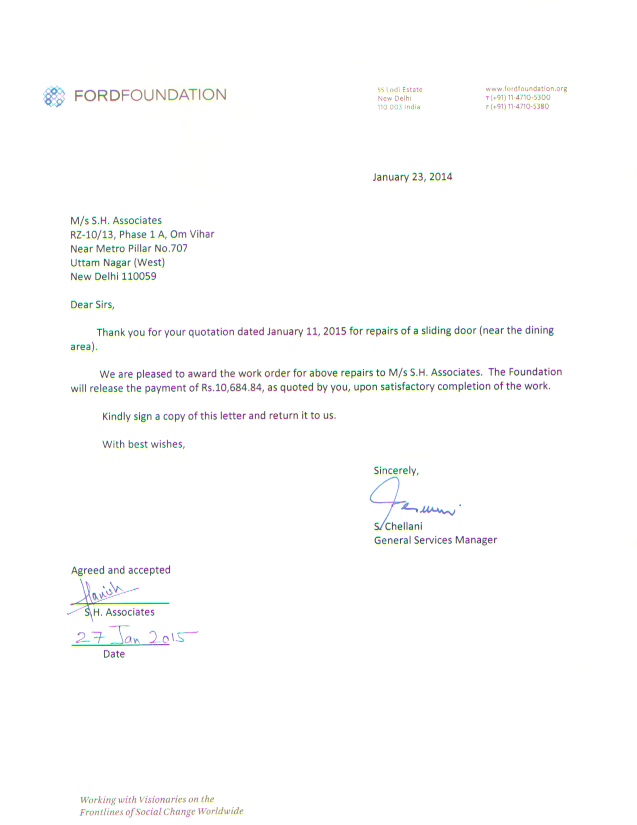 FORDFOUNDATION
55 Lodi Estate
New Delhi
110 003 India
www.fordfoundation.org
T (+91) 11-4710-5300
F (+91) 11-4710-5380
January 23, 2014
M/s S.H. Associates
RZ-10/13, Phase 1 A, Om Vihar
Near Metro Pillar No.707
Uttam Nagar (West)
New Delhi 110059
Dear Sirs,
Thank you for your quotation dated January 11, 2015 for repairs of a sliding door (near the dining
area).
We are pleased to award the work order for above repairs to M/s S.H. Associates. The Foundation
will release the payment of Rs.10,684.84, as quoted by you, upon satisfactory completion of the work.
Kindly sign a copy of this letter and return it to us.
With best wishes,
Sincerely,
S. Chellani
General Services Manager
Agreed and accepted
Harish
S.H. Associates
27 Jan 2015
Date
Working with Visionaries on the
Frontlines of Social Change Worldwide